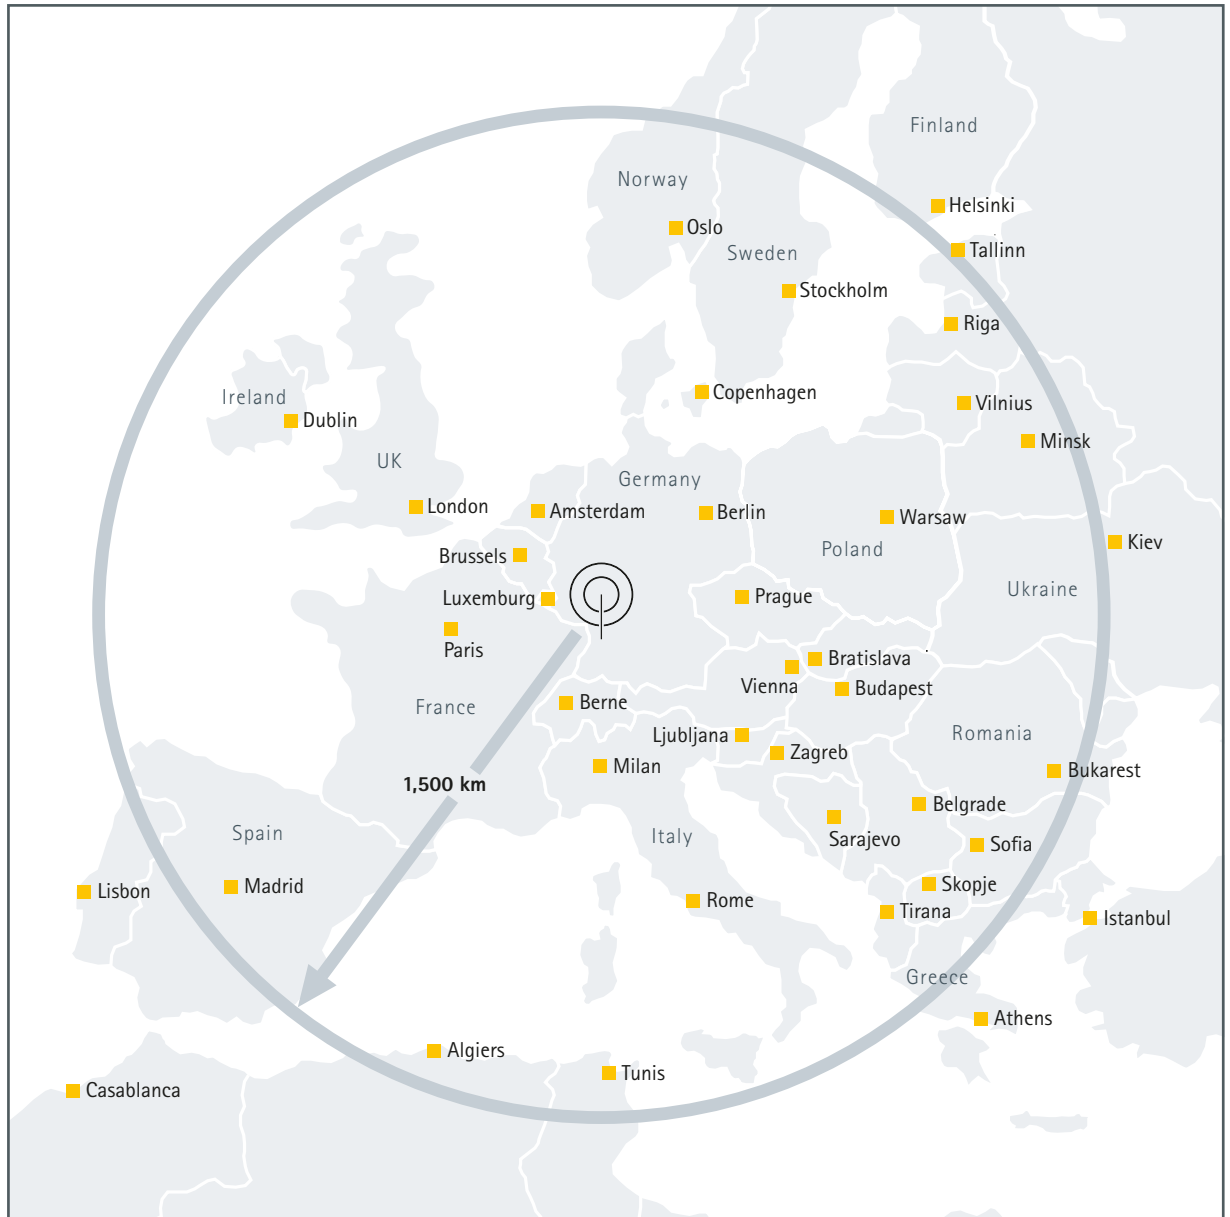 Finland
Norway
Helsinki
Oslo
Sweden
Tallinn
Stockholm
Riga
Ireland
Copenhagen
Vilnius
Dublin
Minsk
UK
Germany
London
Amsterdam
Berlin
Warsaw
Brussels
Poland
Kiev
Luxemburg
Prague
Ukraine
Paris
Bratislava
Vienna
Budapest
France
Berne
Ljubljana
Romania
Zagreb
Milan
Bukarest
1,500 km
Belgrade
Spain
Italy
Sarajevo
Sofia
Madrid
Skopje
Lisbon
Rome
Tirana
Istanbul
Greece
Athens
Algiers
Tunis
Casablanca